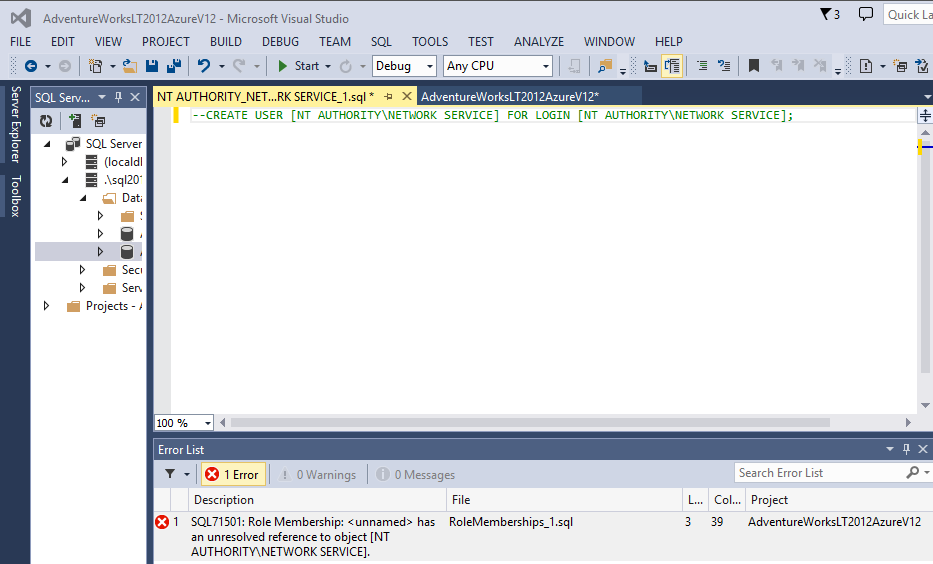 AdventureWorksLT2012AzureV12 - Microsoft Visual Studio
3
Quick La
FILE EDIT VIEW PROJECT BUILD DEBUG TEAM SQL TOOLS TEST ANALYZE WINDOW HELP
Start Debug Any CPU
Server Explorer
Toolbox
SQL Serv...
NT AUTHORITY_NET...RK SERVICE_1.sql * AdventureWorksLT2012AzureV12*
--CREATE USER [NT AUTHORITY\NETWORK SERVICE] FOR LOGIN [NT AUTHORITY\NETWORK SERVICE];
SQL Server
(locald
.\sql201
Data
Secu
Serv
Projects - A
100 %
Error List
1 Error 0 Warnings 0 Messages
Search Error List
Description File L... Col... Project
1 SQL71501: Role Membership: <unnamed> has RoleMemberships_1.sql 3 39 AdventureWorksLT2012AzureV12
an unresolved reference to object [NT
AUTHORITY\NETWORK SERVICE].